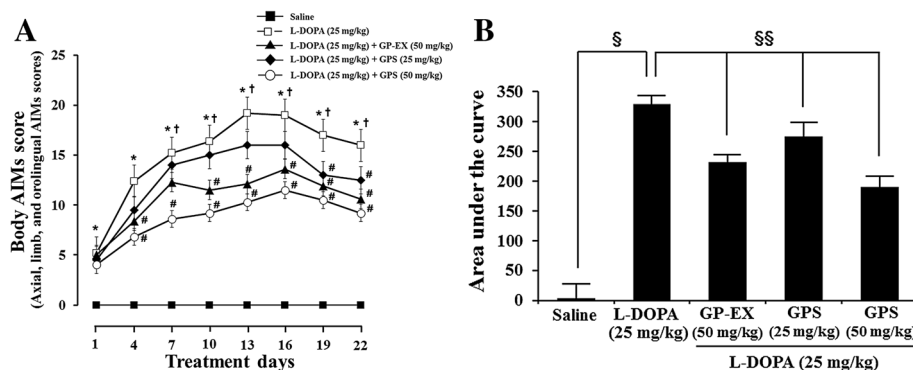 A
Saline
L-DOPA (25 mg/kg)
L-DOPA (25 mg/kg) + GP-EX (50 mg/kg)
L-DOPA (25 mg/kg) + GPS (25 mg/kg)
L-DOPA (25 mg/kg) + GPS (50 mg/kg)
Body AIMs score
(Axial, limb, and arolingual AIMs scores)
25
20
15
10
5
0
*
*
* †
* †
* †
* †
* †
* †
# # # # # # #
# # # # # # #
# #
1 4 7 10 13 16 19 22
Treatment days
B
§
§§
Area under the curve
350
300
250
200
150
100
50
0
Saline
L-DOPA
(25 mg/kg)
GP-EX
(50 mg/kg)
GPS
(25 mg/kg)
GPS
(50 mg/kg)
L-DOPA (25 mg/kg)